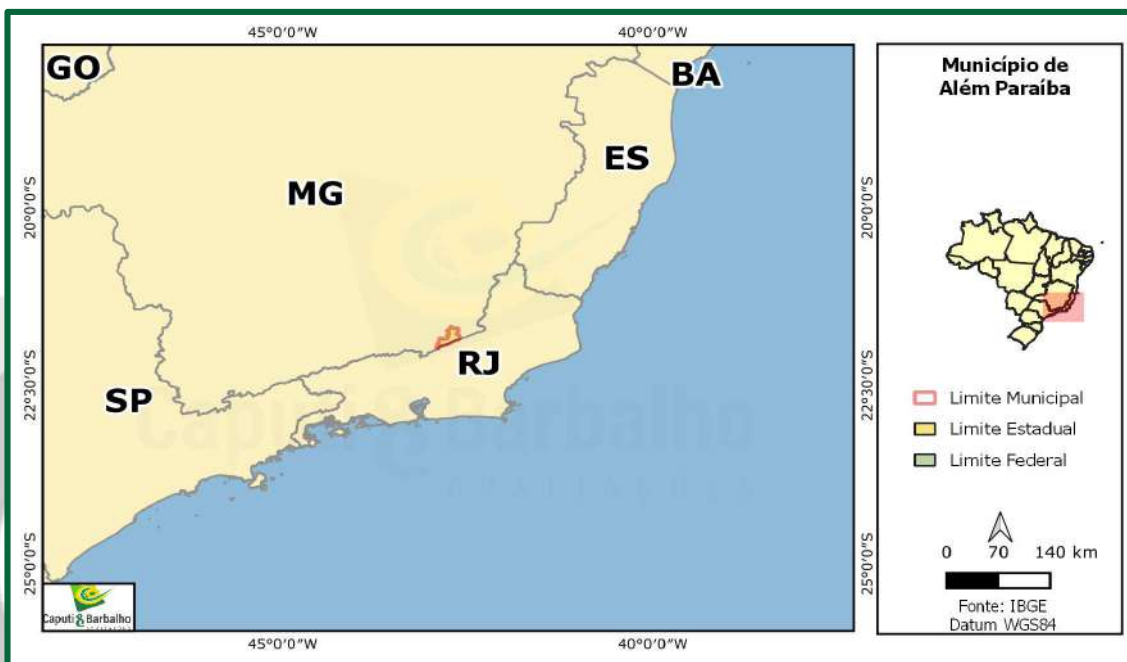 45°0'0"W
40°0'0"W
GO
BA
ES
MG
RJ
SP
20°0'0"S
22°30'0"S
25°0'0"S
20°0'0"S
22°30'0"S
25°0'0"S
Caputi & Barbalho
AVALIAÇÕES
Caputi & Barbalho
45°0'0"W
40°0'0"W
Município de
Além Paraíba
Limite Municipal
Limite Estadual
Limite Federal
0 70 140 km
Fonte: IBGE
Datum WGS84